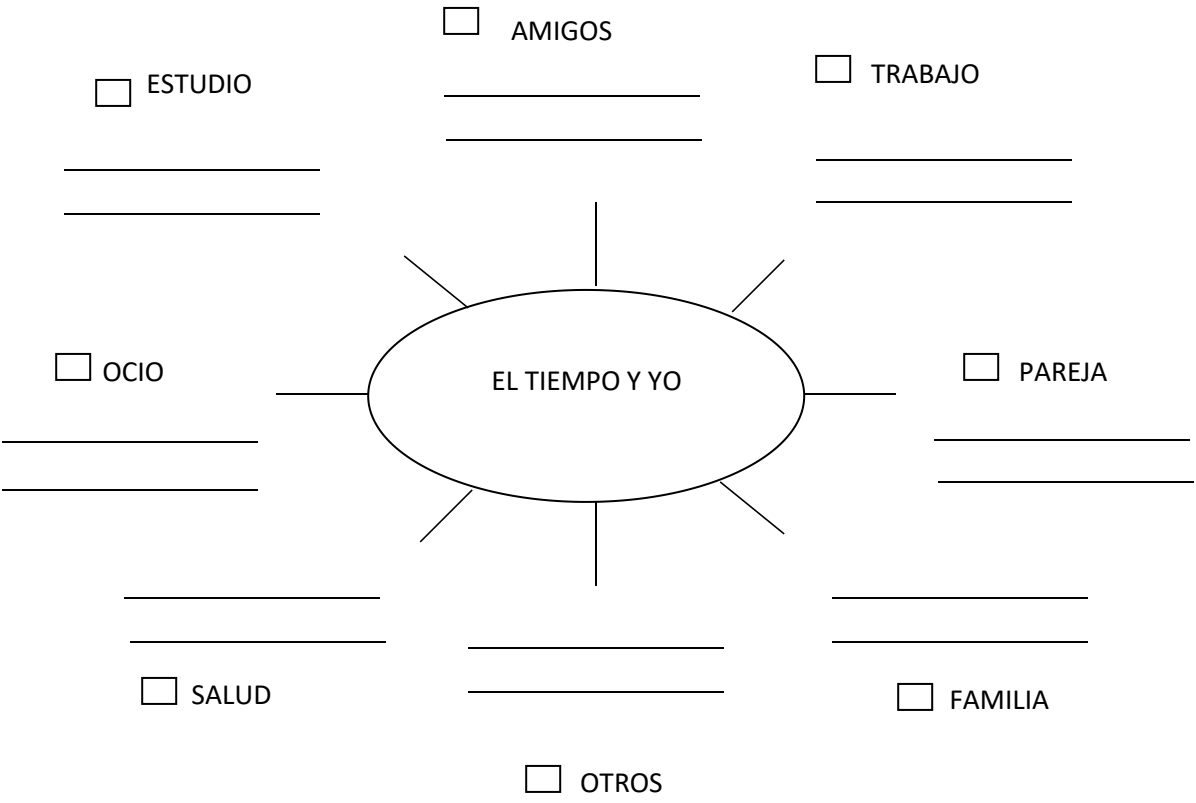 AMIGOS
ESTUDIO
TRABAJO
OCIO
EL TIEMPO Y YO
PAREJA
SALUD
FAMILIA
OTROS